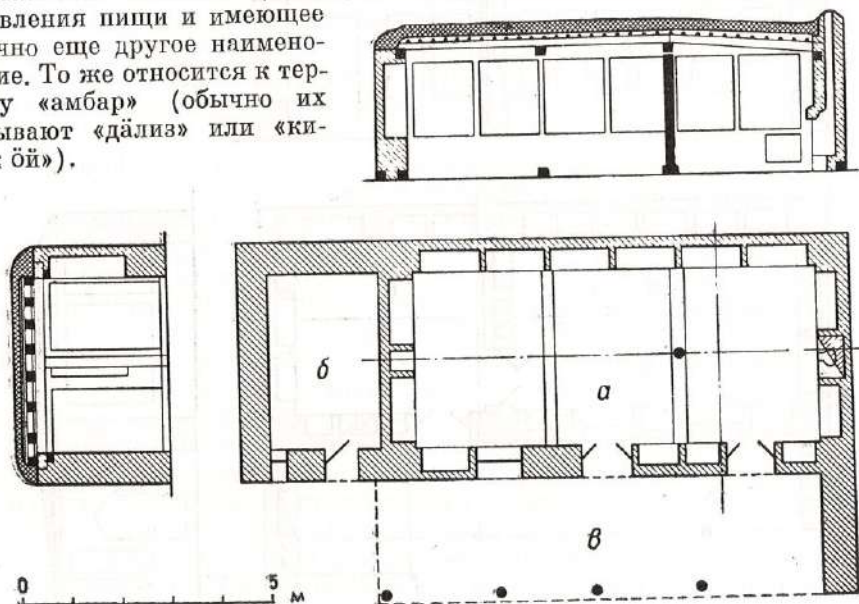 вления пищи и имеющее
чно еще другое наимено-
ие. То же относится к тер-
у «амбар» (обычно их
ывают «дäлиз» или «ки-
öй»).
б
а
в
0 5
м